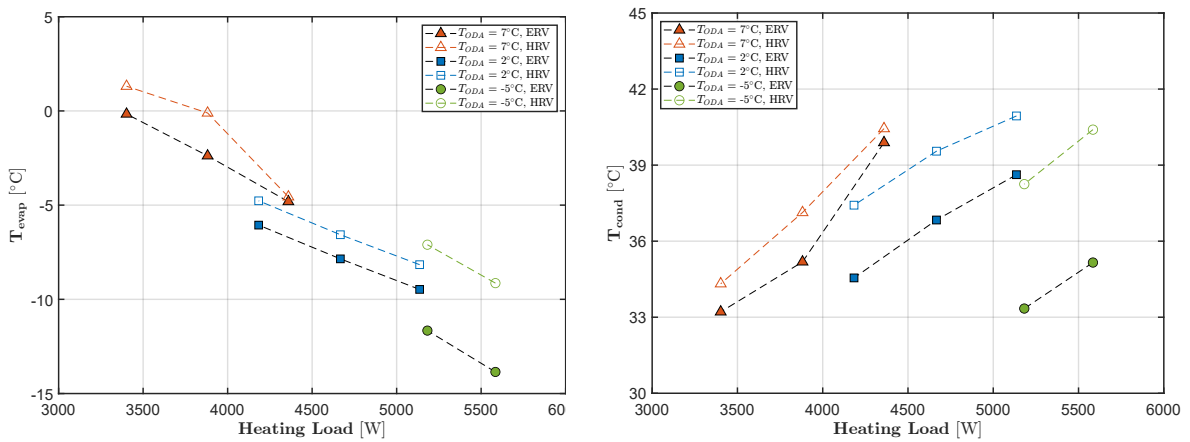 5
0
-5
-10
-15
T_evap [°C]
3000 3500 4000 4500 5000 5500 60
Heating Load [W]
T_ODA = 7°C, ERV
T_ODA = 7°C, HRV
T_ODA = 2°C, ERV
T_ODA = 2°C, HRV
T_ODA = -5°C, ERV
T_ODA = -5°C, HRV
45
42
39
36
33
30
T_cond [°C]
3000 3500 4000 4500 5000 5500 6000
Heating Load [W]
T_ODA = 7°C, ERV
T_ODA = 7°C, HRV
T_ODA = 2°C, ERV
T_ODA = 2°C, HRV
T_ODA = -5°C, ERV
T_ODA = -5°C, HRV